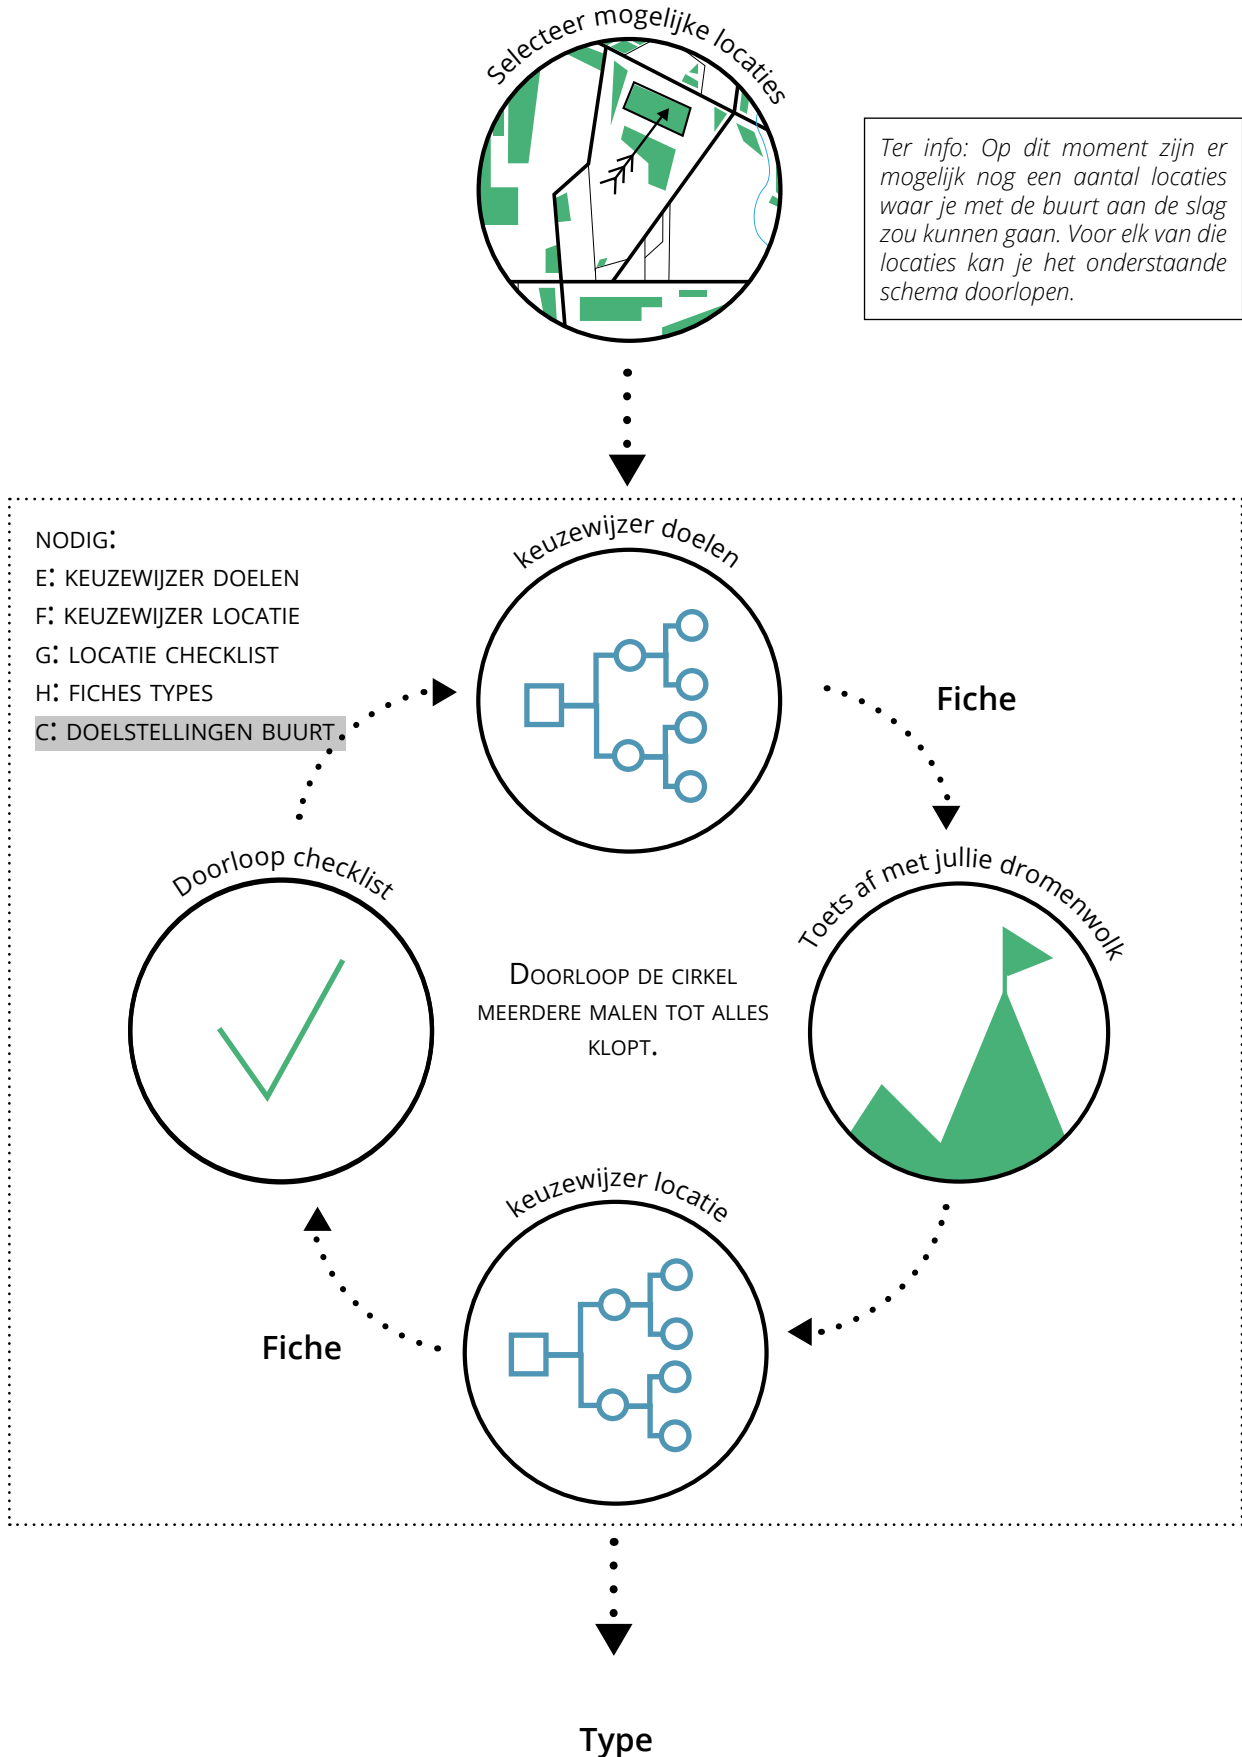 Selecteer mogelijke locaties
Ter info: Op dit moment zijn er
mogelijk nog een aantal locaties
waar je met de buurt aan de slag
zou kunnen gaan. Voor elk van die
locaties kan je het onderstaande
schema doorlopen.
NODIG:
E: KEUZEWIJZER DOELEN
F: KEUZEWIJZER LOCATIE
G: LOCATIE CHECKLIST
H: FICHES TYPES
C: DOELSTELLINGEN BUURT
keuzewijzer doelen
Fiche
Doorloop checklist
Toets af met jullie dromenwolk
DOORLOOP DE CIRKEL
MEERDERE MALEN TOT ALLES
KLOPT.
keuzewijzer locatie
Fiche
Type